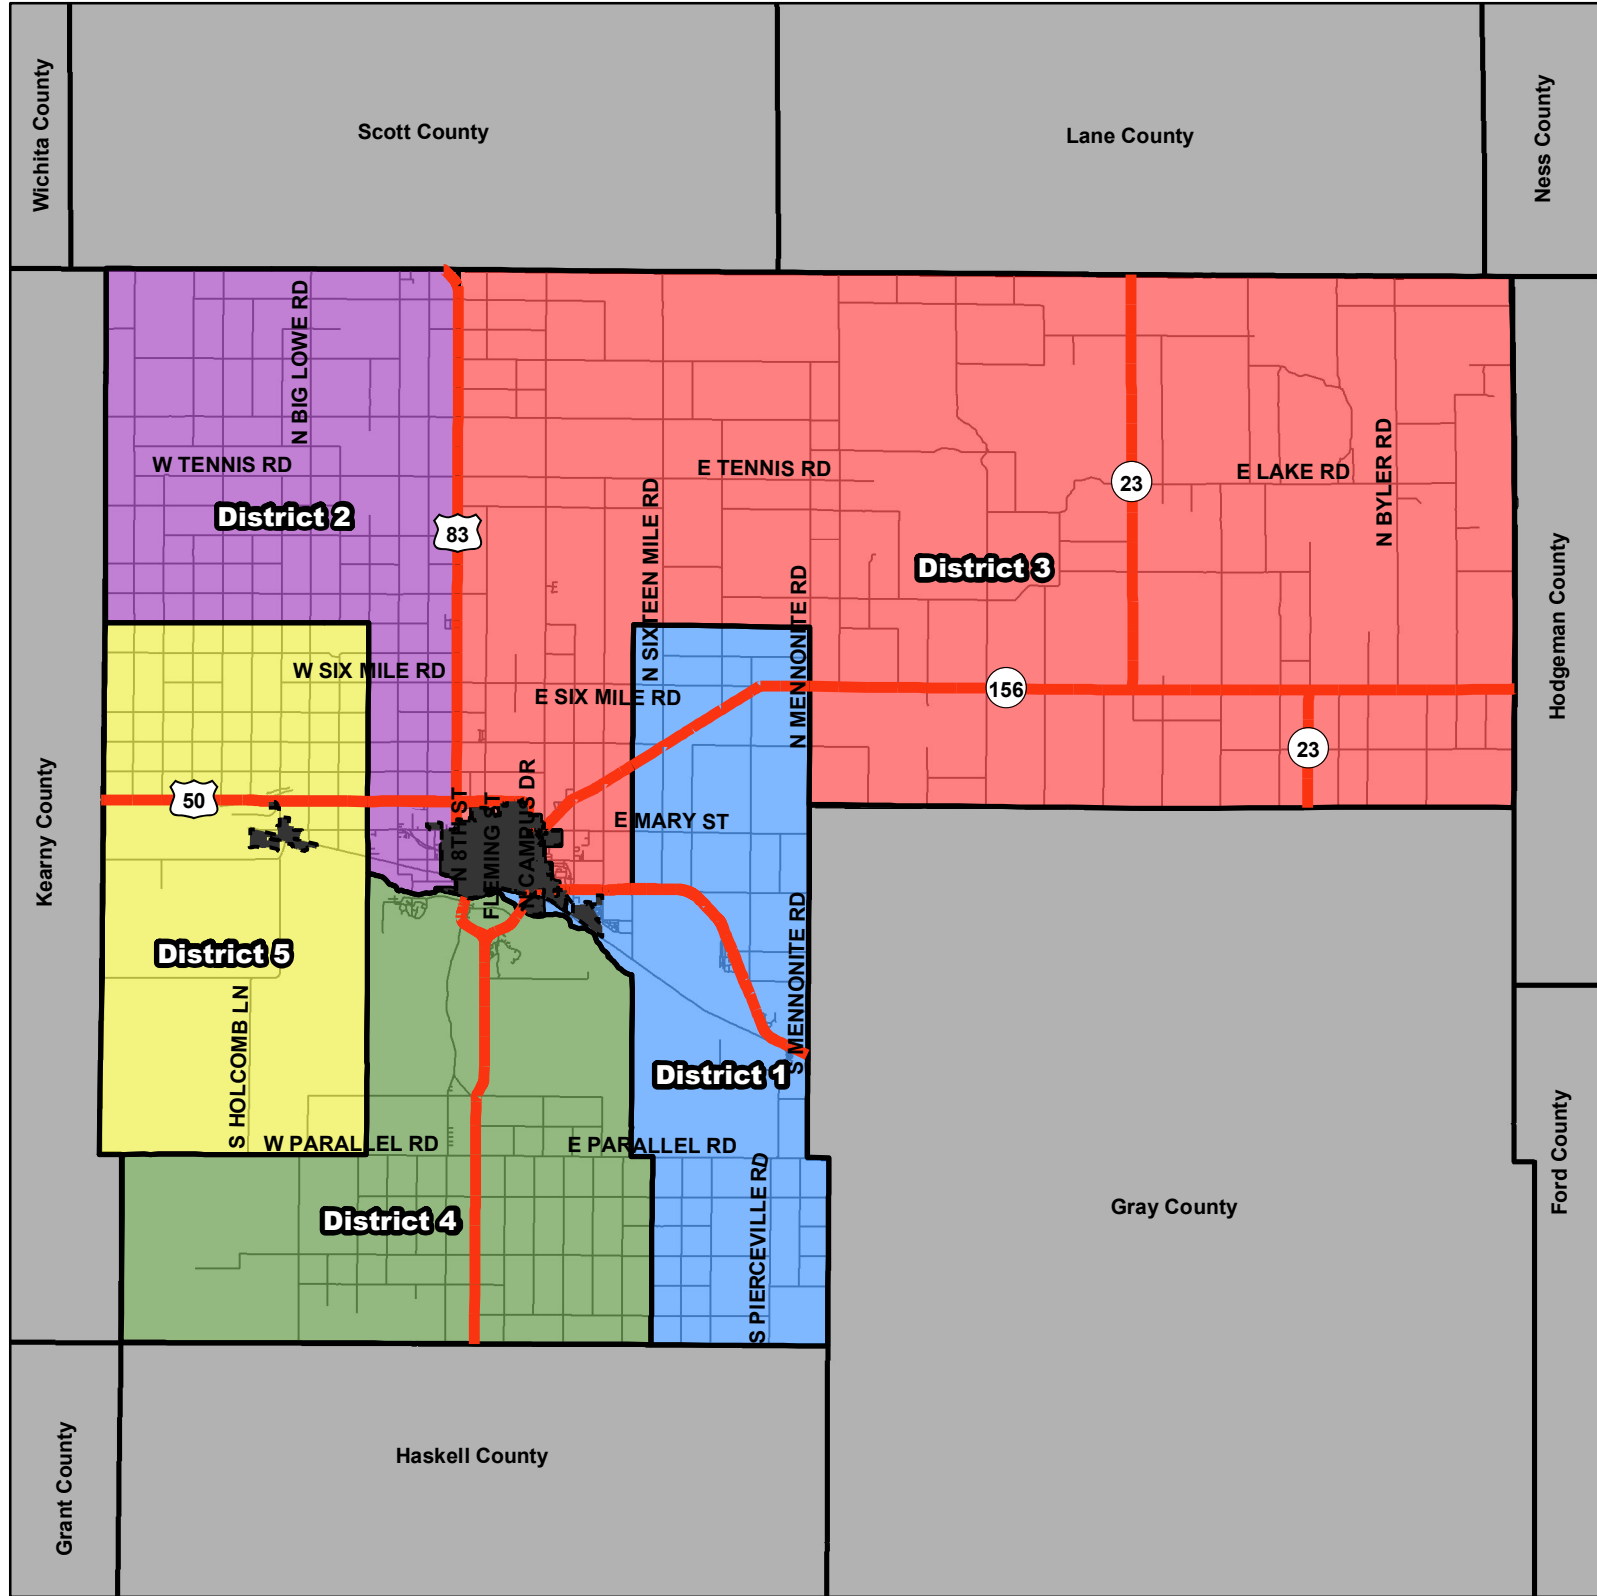 Wichita County
Scott County
Lane County
Ness County
N BIG LOWE RD
W TENNIS RD
E TENNIS RD
E LAKE RD
N BYLER RD
23
District 2
83
N SIXTEEN MILE RD
District 3
N MENNONITE RD
Hodgeman County
W SIX MILE RD
E SIX MILE RD
156
23
Kearny County
50
N 8TH ST
FLEMING ST
N CAMPUS DR
E MARY ST
District 5
S MENNONITE RD
S HOLCOMB LN
District 1
W PARALLEL RD
E PARALLEL RD
Ford County
District 4
S PIERCEVILLE RD
Gray County
Grant County
Haskell County